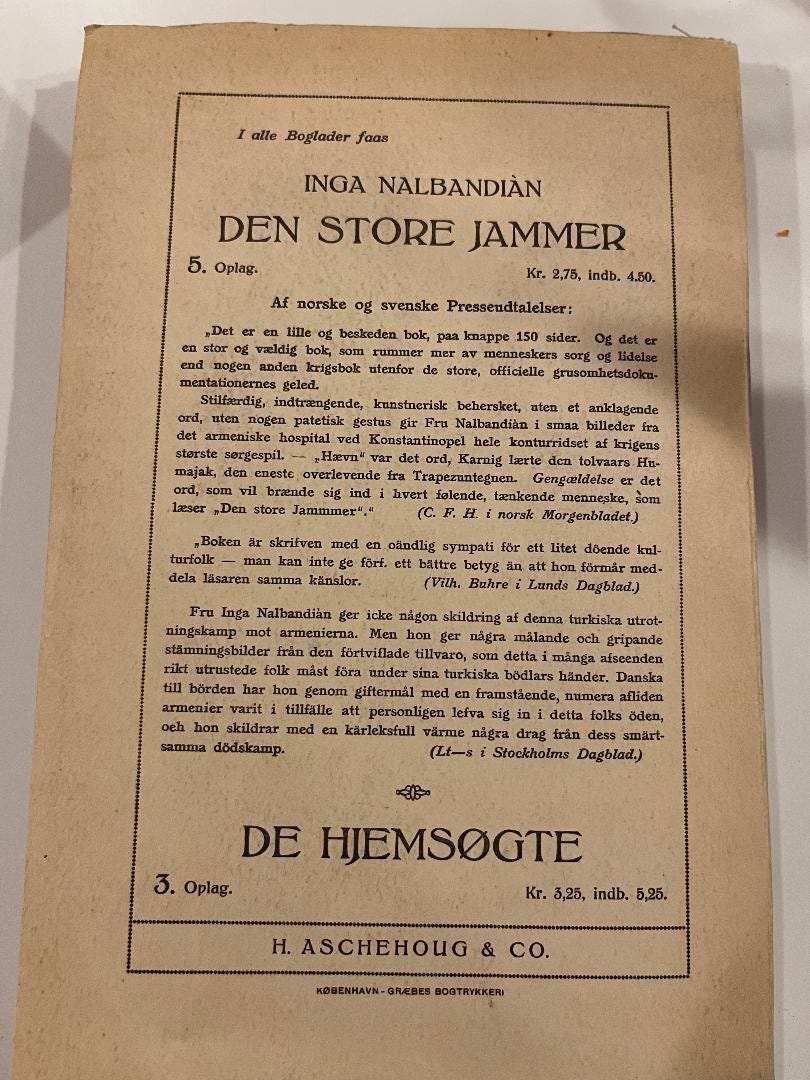 I alle Boglader faas
INGA NALBANDIÀN
DEN STORE JAMMER
5. Oplag.
Kr. 2,75, indb. 4.50.
Af norske og svenske Presseudtalelser:
„Det er en lille og beskeden bok, paa knappe 150 sider. Og det er
en stor og vældig bok, som rummer mer av menneskers sorg og lidelse
end nogen anden krigsbok utenfor de store, officielle grusomhetsdoku-
mentationernes geled.
Stilfærdig, indtrængende, kunstnerisk behersket, uten et anklagende
ord, uten nogen patetisk gestus gir Fru Nalbandiàn i smaa billeder fra
det armeniske hospital ved Konstantinopel hele konturridset af krigens
største sørgespil. — „Hævn“ var det ord, Karnig lærte den tolvaars Hu-
majak, den eneste overlevende fra Trapezuntegnen. Gengældelse er det
ord, som vil brænde sig ind i hvert følende, tænkende menneske, som
læser „Den store Jammmer“.“ (C. F. H. i norsk Morgenbladet.)
„Boken är skrifven med en oändlig sympati för ett litet döende kul-
turfolk — man kan inte ge förf. ett bättre betyg än att hon förmår med-
dela läsaren samma känslor. (Vilh. Buhre i Lunds Dagblad.)
Fru Inga Nalbandiàn ger icke någon skildring af denna turkiska utrot-
ningskamp mot armenierna. Men hon ger några målande och gripande
stämningsbilder från den förtviflade tillvaro, som detta i många afseenden
rikt utrustede folk måst föra under sina turkiska bödlars händer. Danska
till börden har hon genom giftermål med en framstående, numera afliden
armenier varit i tillfälle att personligen lefva sig in i detta folks öden,
oeh hon skildrar med en kärleksfull värme några drag från dess smärt-
samma dödskamp. (Lt—s i Stockholms Dagblad.)
DE HJEMSØGTE
3. Oplag.
Kr. 3,25, indb. 5,25.
H. ASCHEHOUG & CO.
KØBENHAVN - GRÆBES BOGTRYKKERI